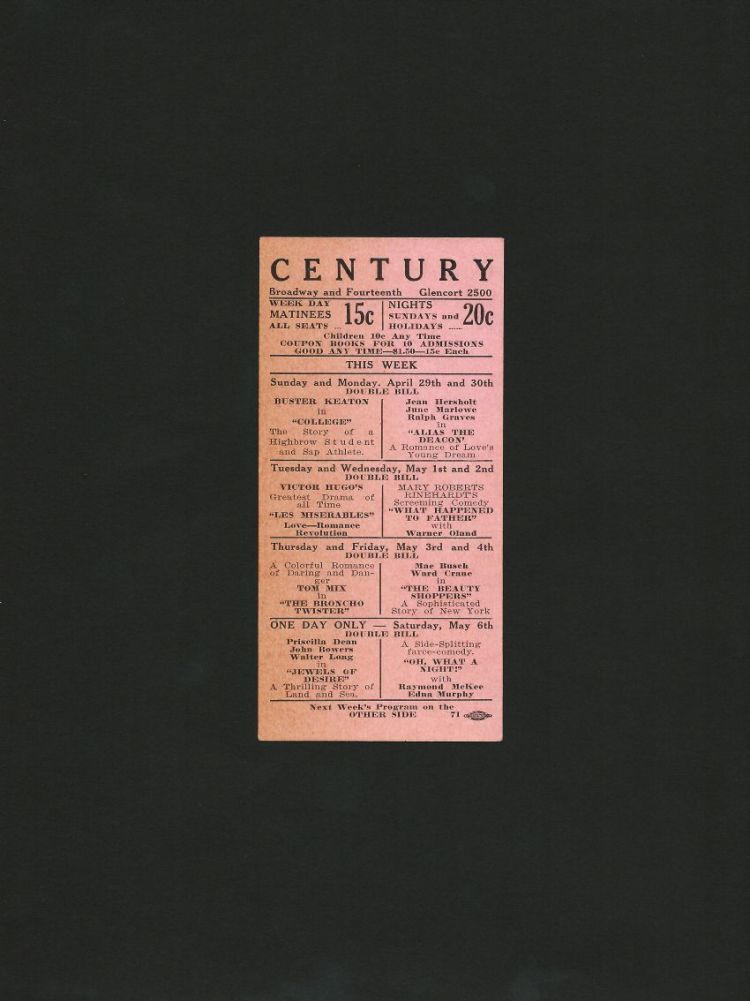 CENTURY
Broadway and Fourteenth Glencort 2500
WEEK DAY
MATINEES 15c
ALL SEATS ...
NIGHTS
SUNDAYS and 20c
HOLIDAYS ......
Children 10c Any Time
COUPON BOOKS FOR 10 ADMISSIONS
GOOD ANY TIME—$1.50—15c Each
THIS WEEK
Sunday and Monday. April 29th and 30th
DOUBLE BILL
BUSTER KEATON
in
"COLLEGE"
The Story of a
Highbrow Student
and Sap Athlete.
Jean Hersholt
June Marlowe
Ralph Graves
in
"ALIAS THE
DEACON'
A Romance of Love's
Young Dream
Tuesday and Wednesday, May 1st and 2nd
DOUBLE BILL
VICTOR HUGO'S
Greatest Drama of
all Time
"LES MISERABLES"
Love—Romance
Revolution
MARY ROBERTS
RINEHARDT'S
Screeming Comedy
"WHAT HAPPENED
TO FATHER"
with
Warner Oland
Thursday and Friday, May 3rd and 4th
DOUBLE BILL
A Colorful Romance
of Daring and Dan-
ger
TOM MIX
in
"THE BRONCHO
TWISTER"
Mae Busch
Ward Crane
in
"THE BEAUTY
SHOPPERS"
A Sophisticated
Story of New York
ONE DAY ONLY — Saturday, May 6th
DOUBLE BILL
Priscilla Dean
John Bowers
Walter Long
in
"JEWELS OF
DESIRE"
A Thrilling Story of
Land and Sea.
A Side-Splitting
farce-comedy.
"OH, WHAT A
NIGHT!"
with
Raymond McKee
Edna Murphy
Next Week's Program on the
OTHER SIDE 71